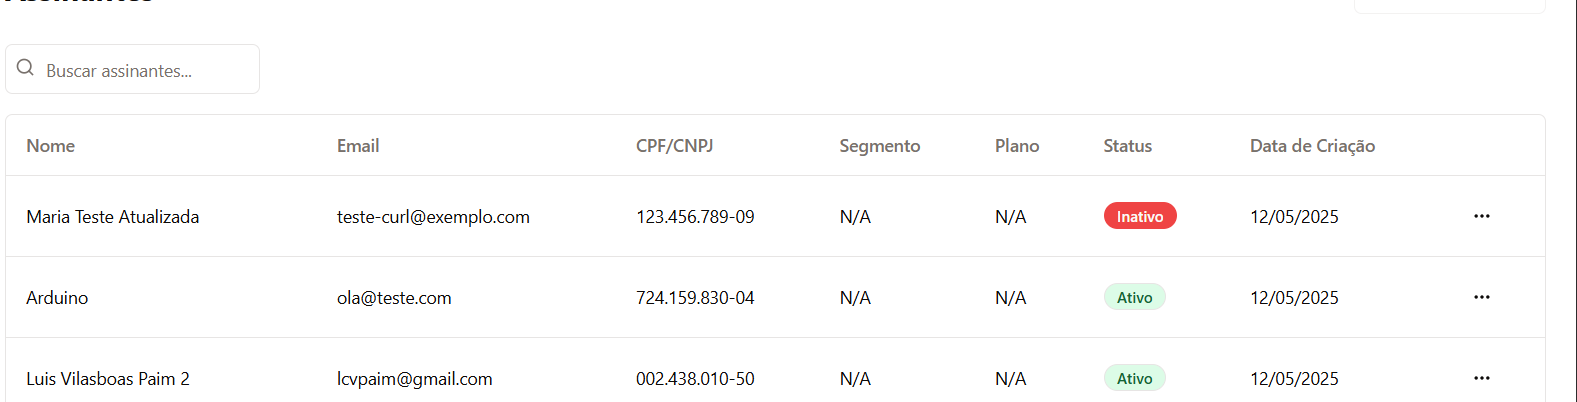 Assinantes
Buscar assinantes...
Nome Email CPF/CNPJ Segmento Plano Status Data de Criação
Maria Teste Atualizada teste-curl@exemplo.com 123.456.789-09 N/A N/A Inativo 12/05/2025 ...
Arduino ola@teste.com 724.159.830-04 N/A N/A Ativo 12/05/2025 ...
Luis Vilasboas Paim 2 lcvpaim@gmail.com 002.438.010-50 N/A N/A Ativo 12/05/2025 ...